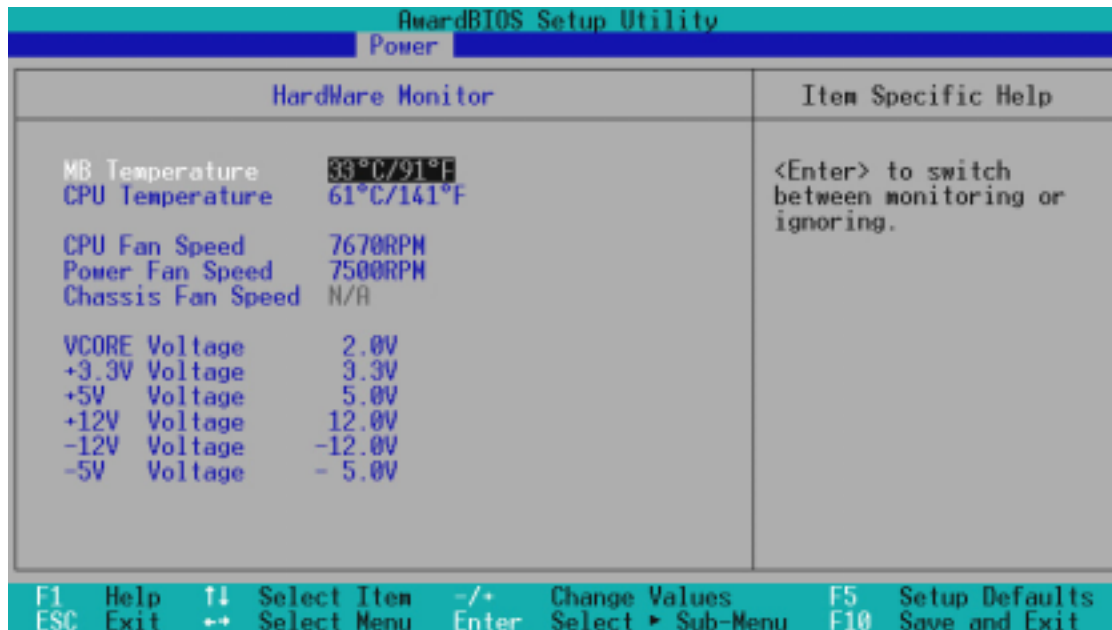 AwardBIOS Setup Utility
Power
HardWare Monitor
Item Specific Help
MB Temperature 33°C/91°F
CPU Temperature 61°C/141°F
CPU Fan Speed 7670RPM
Power Fan Speed 7500RPM
Chassis Fan Speed N/A
VCORE Voltage 2.0V
+3.3V Voltage 3.3V
+5V Voltage 5.0V
+12V Voltage 12.0V
-12V Voltage -12.0V
-5V Voltage - 5.0V
<Enter> to switch
between monitoring or
ignoring.
F1 Help ↑↓ Select Item -/+ Change Values F5 Setup Defaults
ESC Exit ←→ Select Menu Enter Select ► Sub-Menu F10 Save and Exit